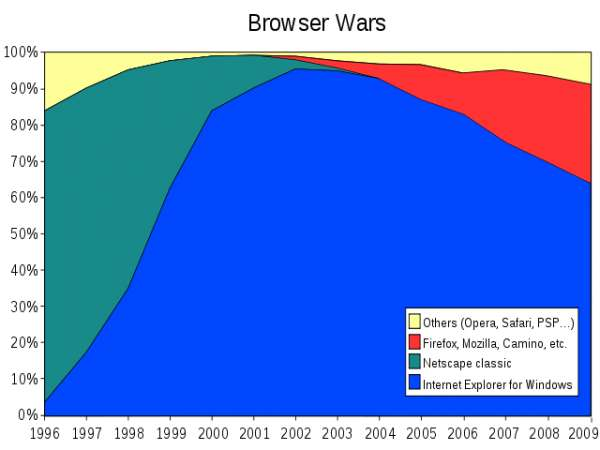 Browser Wars
100%
90%
80%
70%
60%
50%
40%
30%
20%
10%
0%
Others (Opera, Safari, PSP...)
Firefox, Mozilla, Camino, etc.
Netscape classic
Internet Explorer for Windows
1996 1997 1998 1999 2000 2001 2002 2003 2004 2005 2006 2007 2008 2009